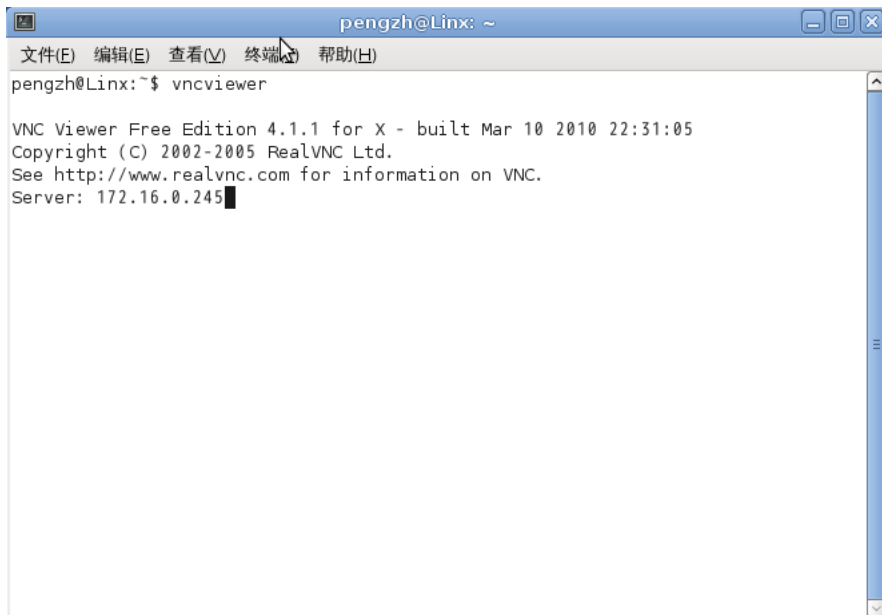 pengzh@Linx: ~
文件(F) 编辑(E) 查看(V) 终端 帮助(H)
pengzh@Linx:~$ vncviewer
VNC Viewer Free Edition 4.1.1 for X - built Mar 10 2010 22:31:05
Copyright (C) 2002-2005 RealVNC Ltd.
See http://www.realvnc.com for information on VNC.
Server: 172.16.0.245